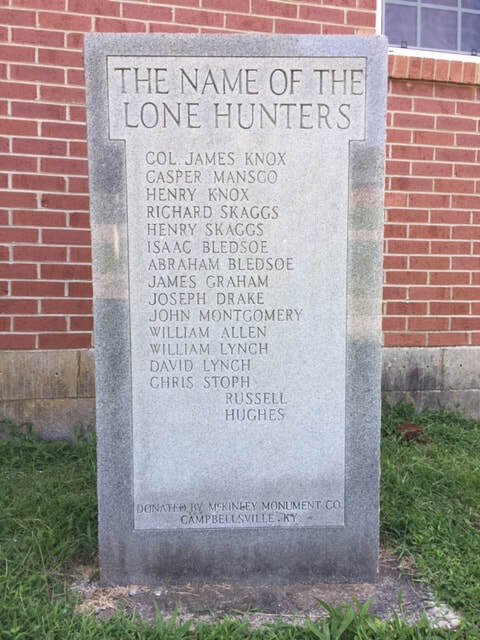 THE NAME OF THE
LONE HUNTERS
COL. JAMES KNOX
CASPER MANSCO
HENRY KNOX
RICHARD SKAGGS
HENRY SKAGGS
ISAAC BLEDSOE
ABRAHAM BLEDSOE
JAMES GRAHAM
JOSEPH DRAKE
JOHN MONTGOMERY
WILLIAM ALLEN
WILLIAM LYNCH
DAVID LYNCH
CHRIS STOPH
RUSSELL
HUGHES
DONATED BY MCKINLEY MONUMENT CO.
CAMPBELLSVILLE, KY.